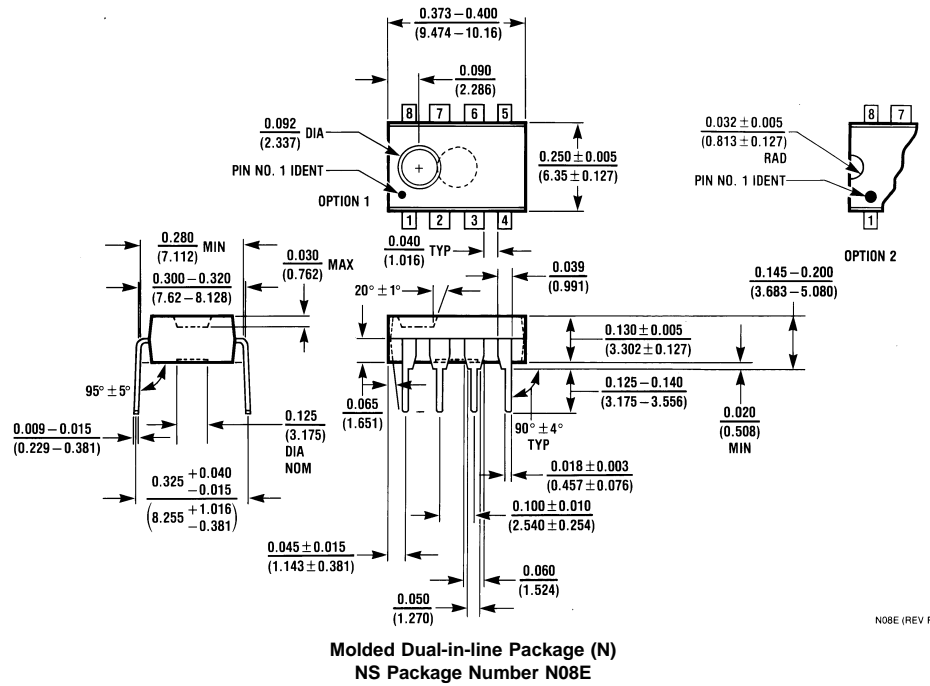 0.373–0.400
(9.474–10.16)
0.090
(2.286)
8 7 6 5
0.092 DIA
(2.337)
PIN NO. 1 IDENT
OPTION 1
1 2 3 4
0.250 ± 0.005
(6.35 ± 0.127)
8 7
0.032 ± 0.005
(0.813 ± 0.127)
RAD
PIN NO. 1 IDENT
1
OPTION 2
0.280 MIN
(7.112)
0.300–0.320
(7.62–8.128)
0.030 MAX
(0.762)
0.040 TYP
(1.016)
0.039
(0.991)
20° ± 1°
0.145–0.200
(3.683–5.080)
0.130 ± 0.005
(3.302 ± 0.127)
0.125–0.140
(3.175–3.556)
0.020
(0.508)
MIN
95° ± 5°
0.065
(1.651)
90° ± 4°
TYP
0.009–0.015
(0.229–0.381)
0.125
(3.175)
DIA
NOM
0.018 ± 0.003
(0.457 ± 0.076)
0.325 +0.040
−0.015
(8.255 +1.016
−0.381)
0.100 ± 0.010
(2.540 ± 0.254)
0.045 ± 0.015
(1.143 ± 0.381)
0.060
(1.524)
0.050
(1.270)
N08E (REV F
Molded Dual-in-line Package (N)
NS Package Number N08E